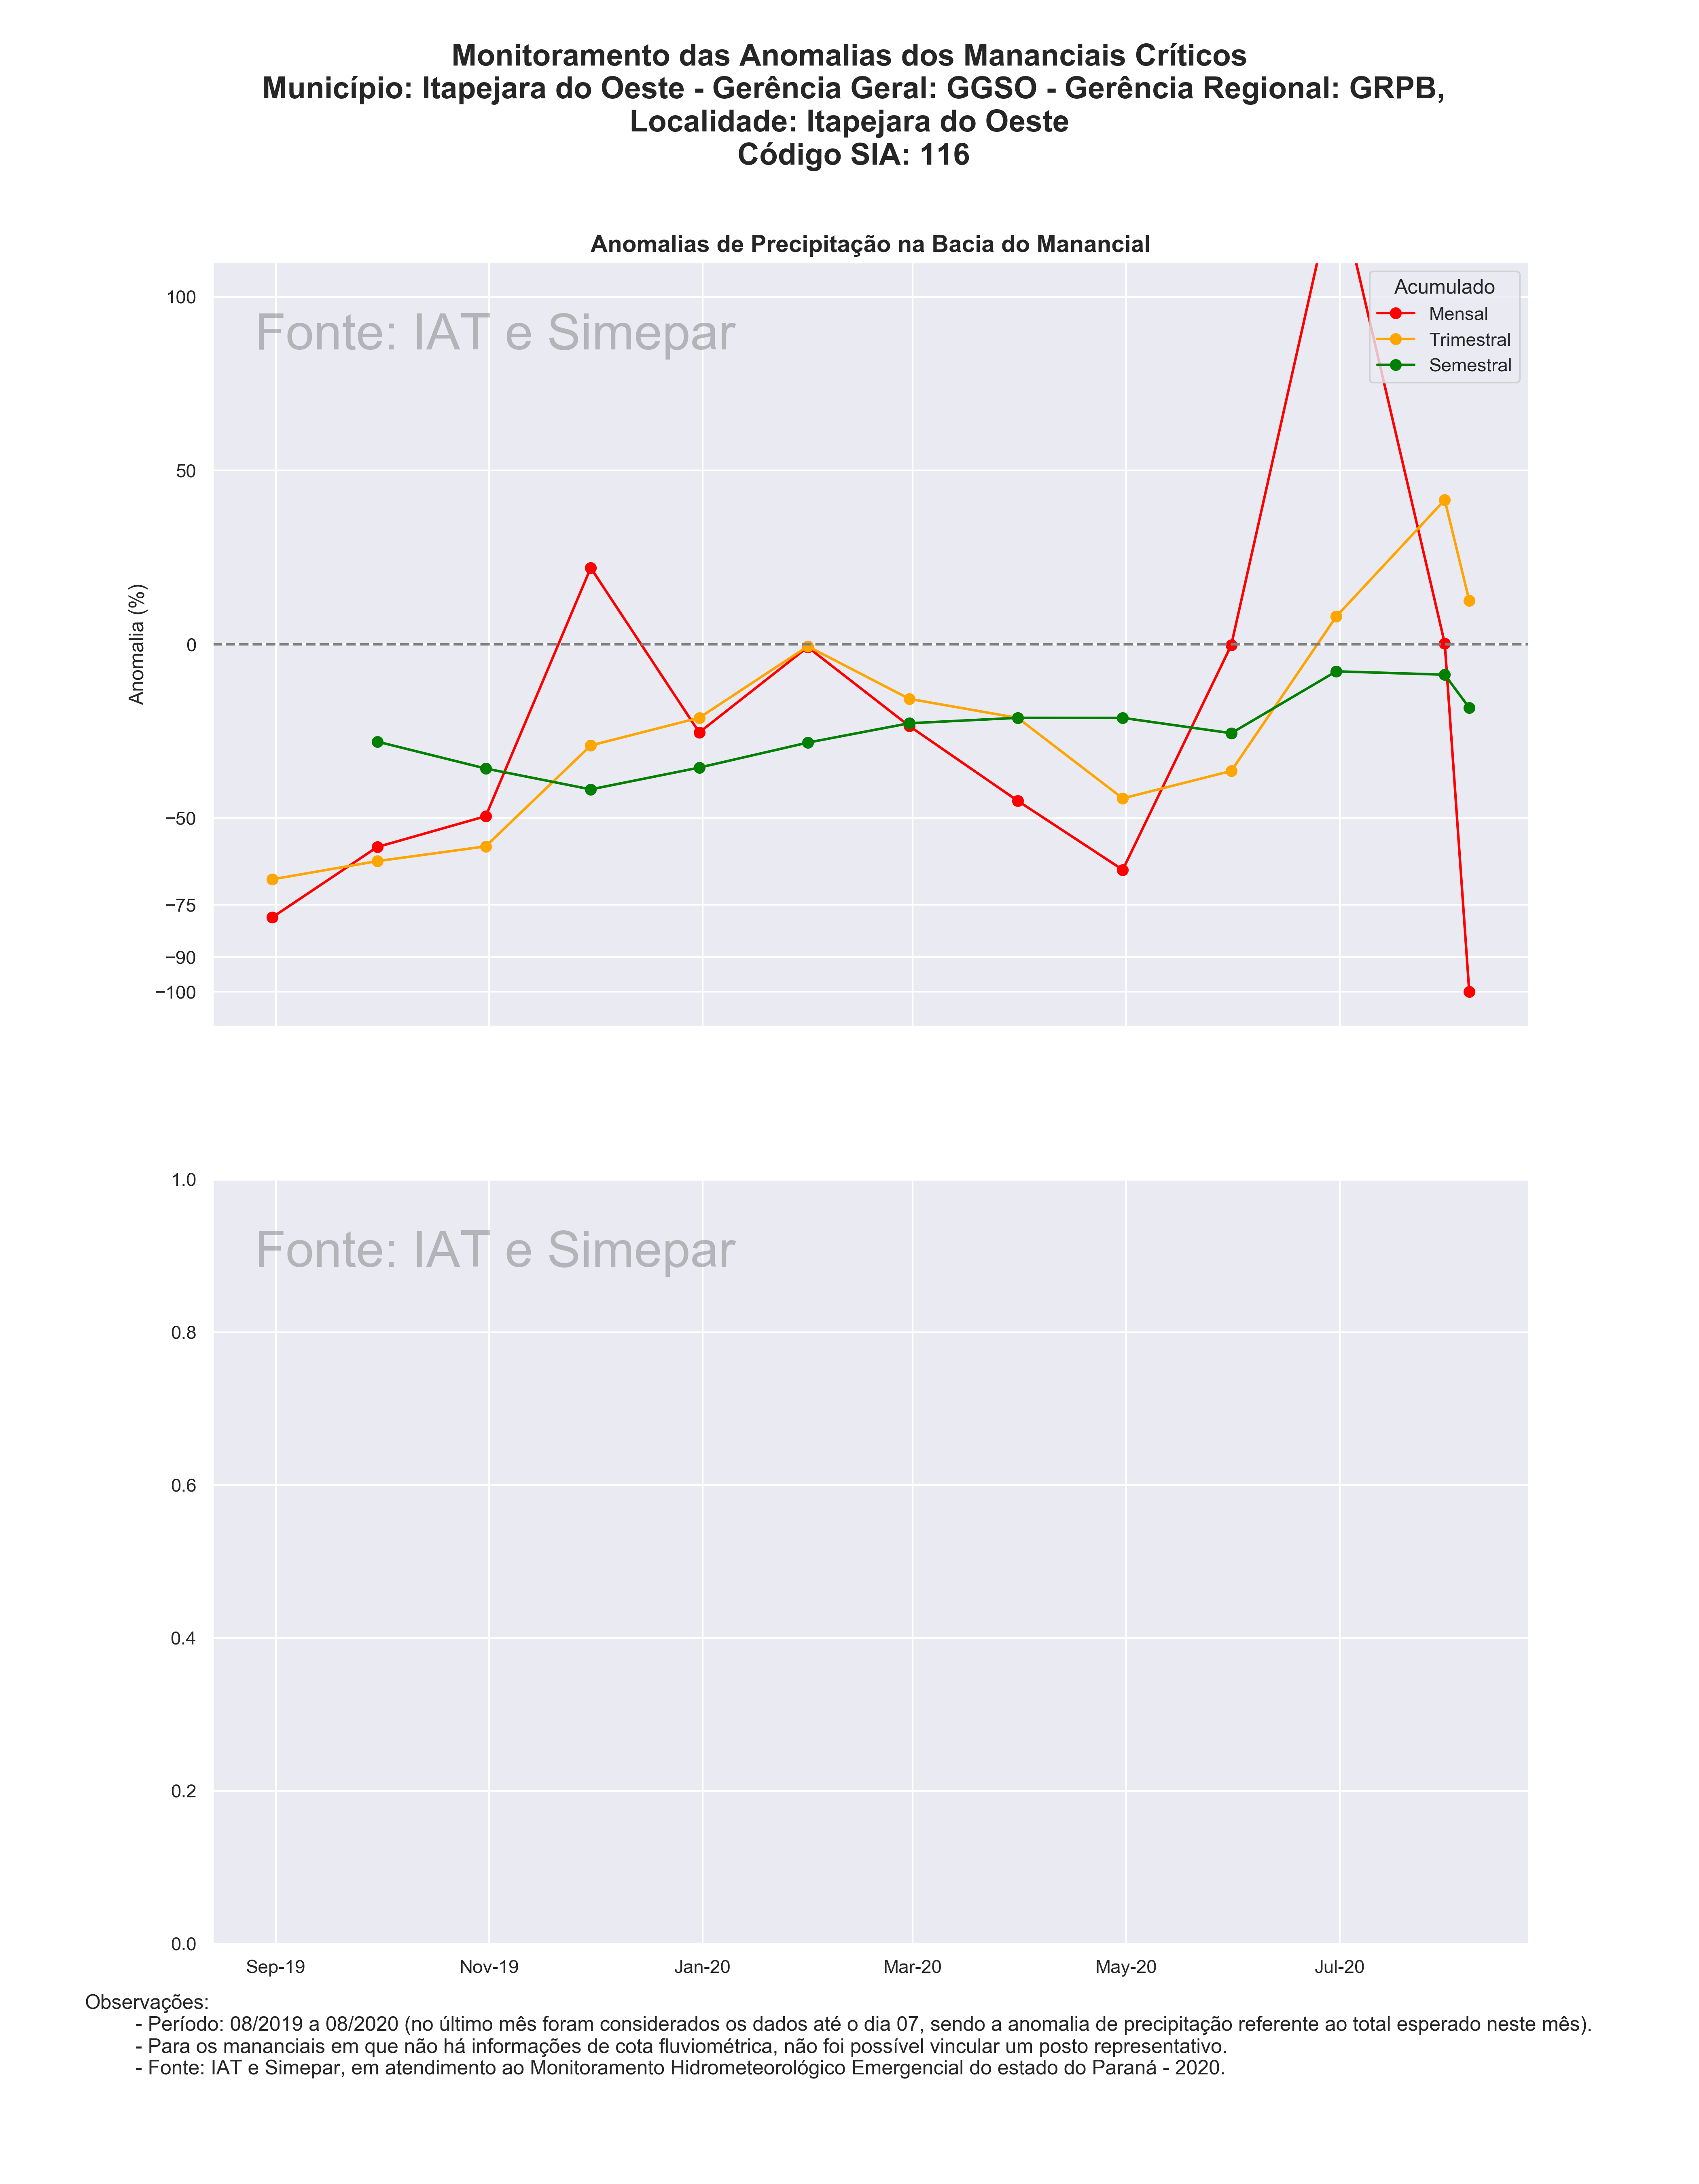 Monitoramento das Anomalias dos Mananciais Críticos
Município: Itapejara do Oeste - Gerência Geral: GGSO - Gerência Regional: GRPB,
Localidade: Itapejara do Oeste
Código SIA: 116
Anomalias de Precipitação na Bacia do Manancial
Fonte: IAT e Simepar
Acumulado
Mensal
Trimestral
Semestral
Anomalia (%)
100
50
0
−50
−75
−90
−100
Fonte: IAT e Simepar
1.0
0.8
0.6
0.4
0.2
0.0
Sep-19 Nov-19 Jan-20 Mar-20 May-20 Jul-20
Observações:
- Período: 08/2019 a 08/2020 (no último mês foram considerados os dados até o dia 07, sendo a anomalia de precipitação referente ao total esperado neste mês).
- Para os mananciais em que não há informações de cota fluviométrica, não foi possível vincular um posto representativo.
- Fonte: IAT e Simepar, em atendimento ao Monitoramento Hidrometeorológico Emergencial do estado do Paraná - 2020.